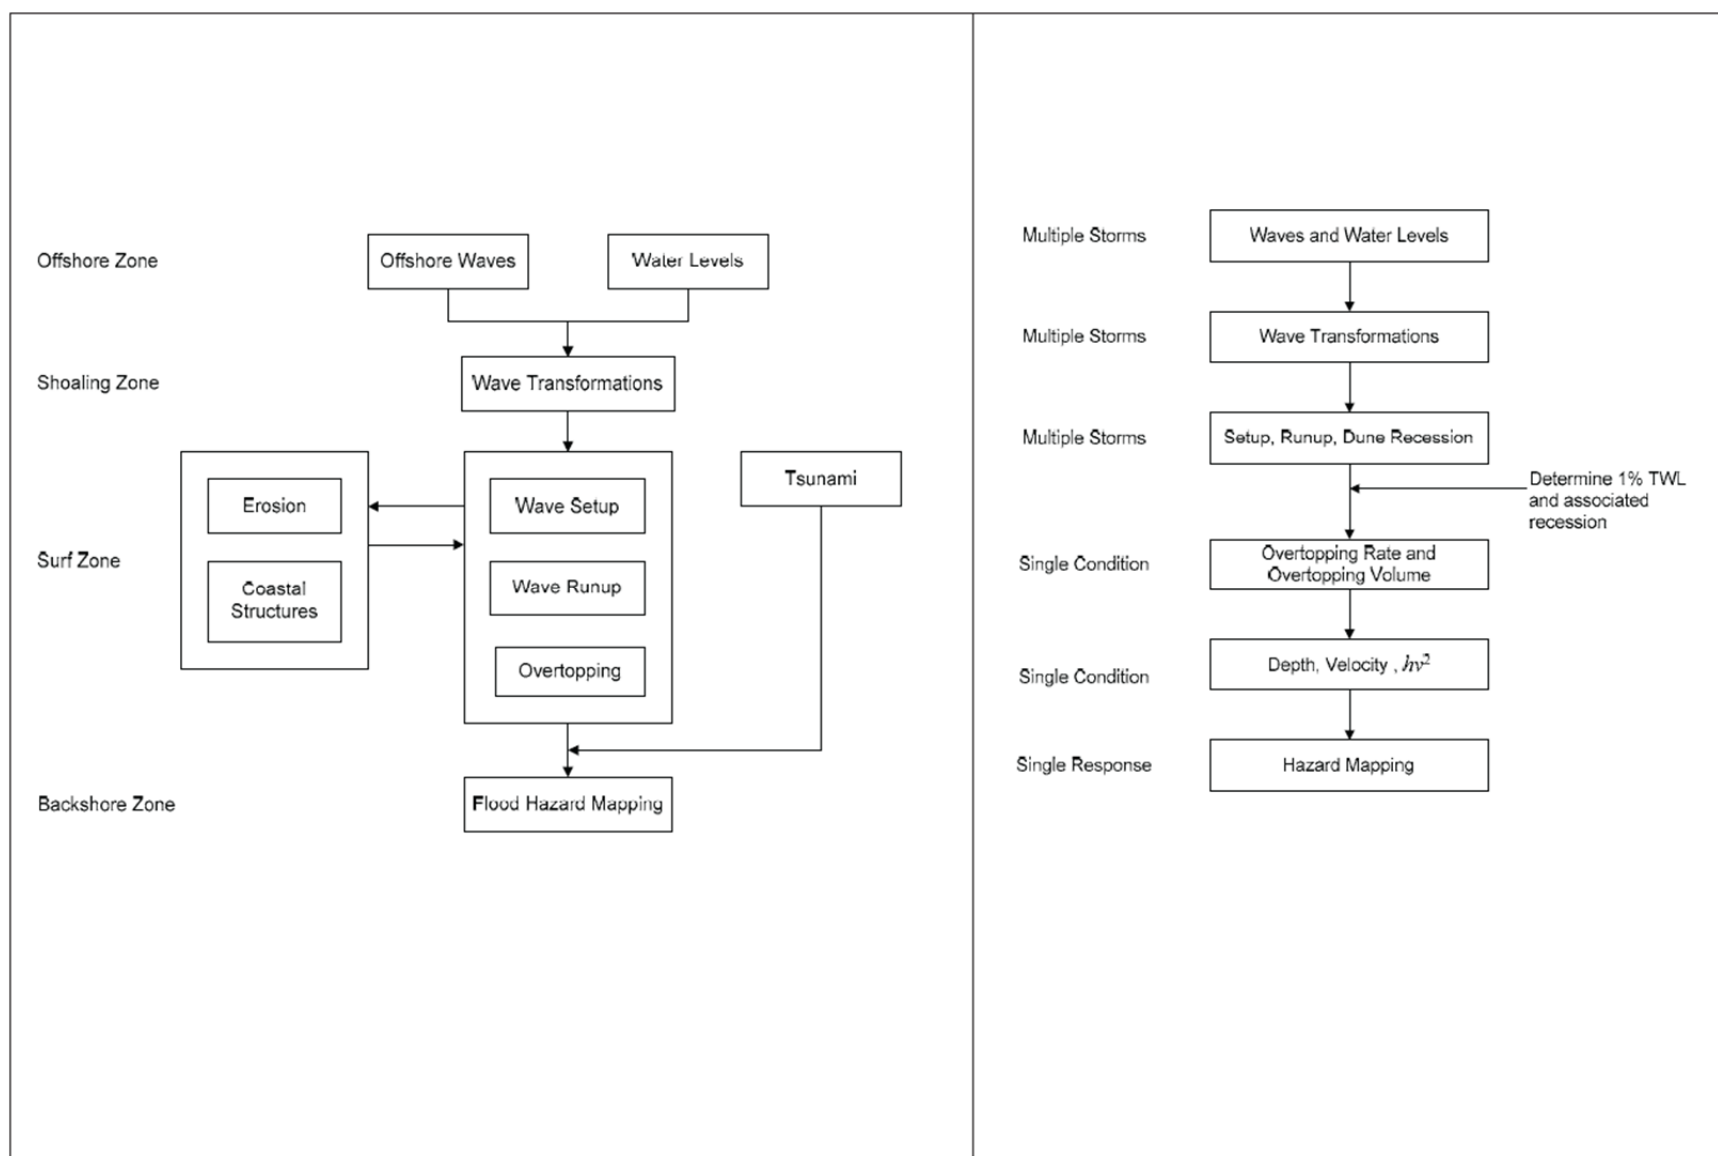 Offshore Zone
Offshore Waves
Water Levels
Shoaling Zone
Wave Transformations
Surf Zone
Erosion
Coastal
Structures
Wave Setup
Wave Runup
Overtopping
Tsunami
Backshore Zone
Flood Hazard Mapping
Multiple Storms
Waves and Water Levels
Multiple Storms
Wave Transformations
Multiple Storms
Setup, Runup, Dune Recession
Determine 1% TWL
and associated
recession
Single Condition
Overtopping Rate and
Overtopping Volume
Single Condition
Depth, Velocity , hv²
Single Response
Hazard Mapping